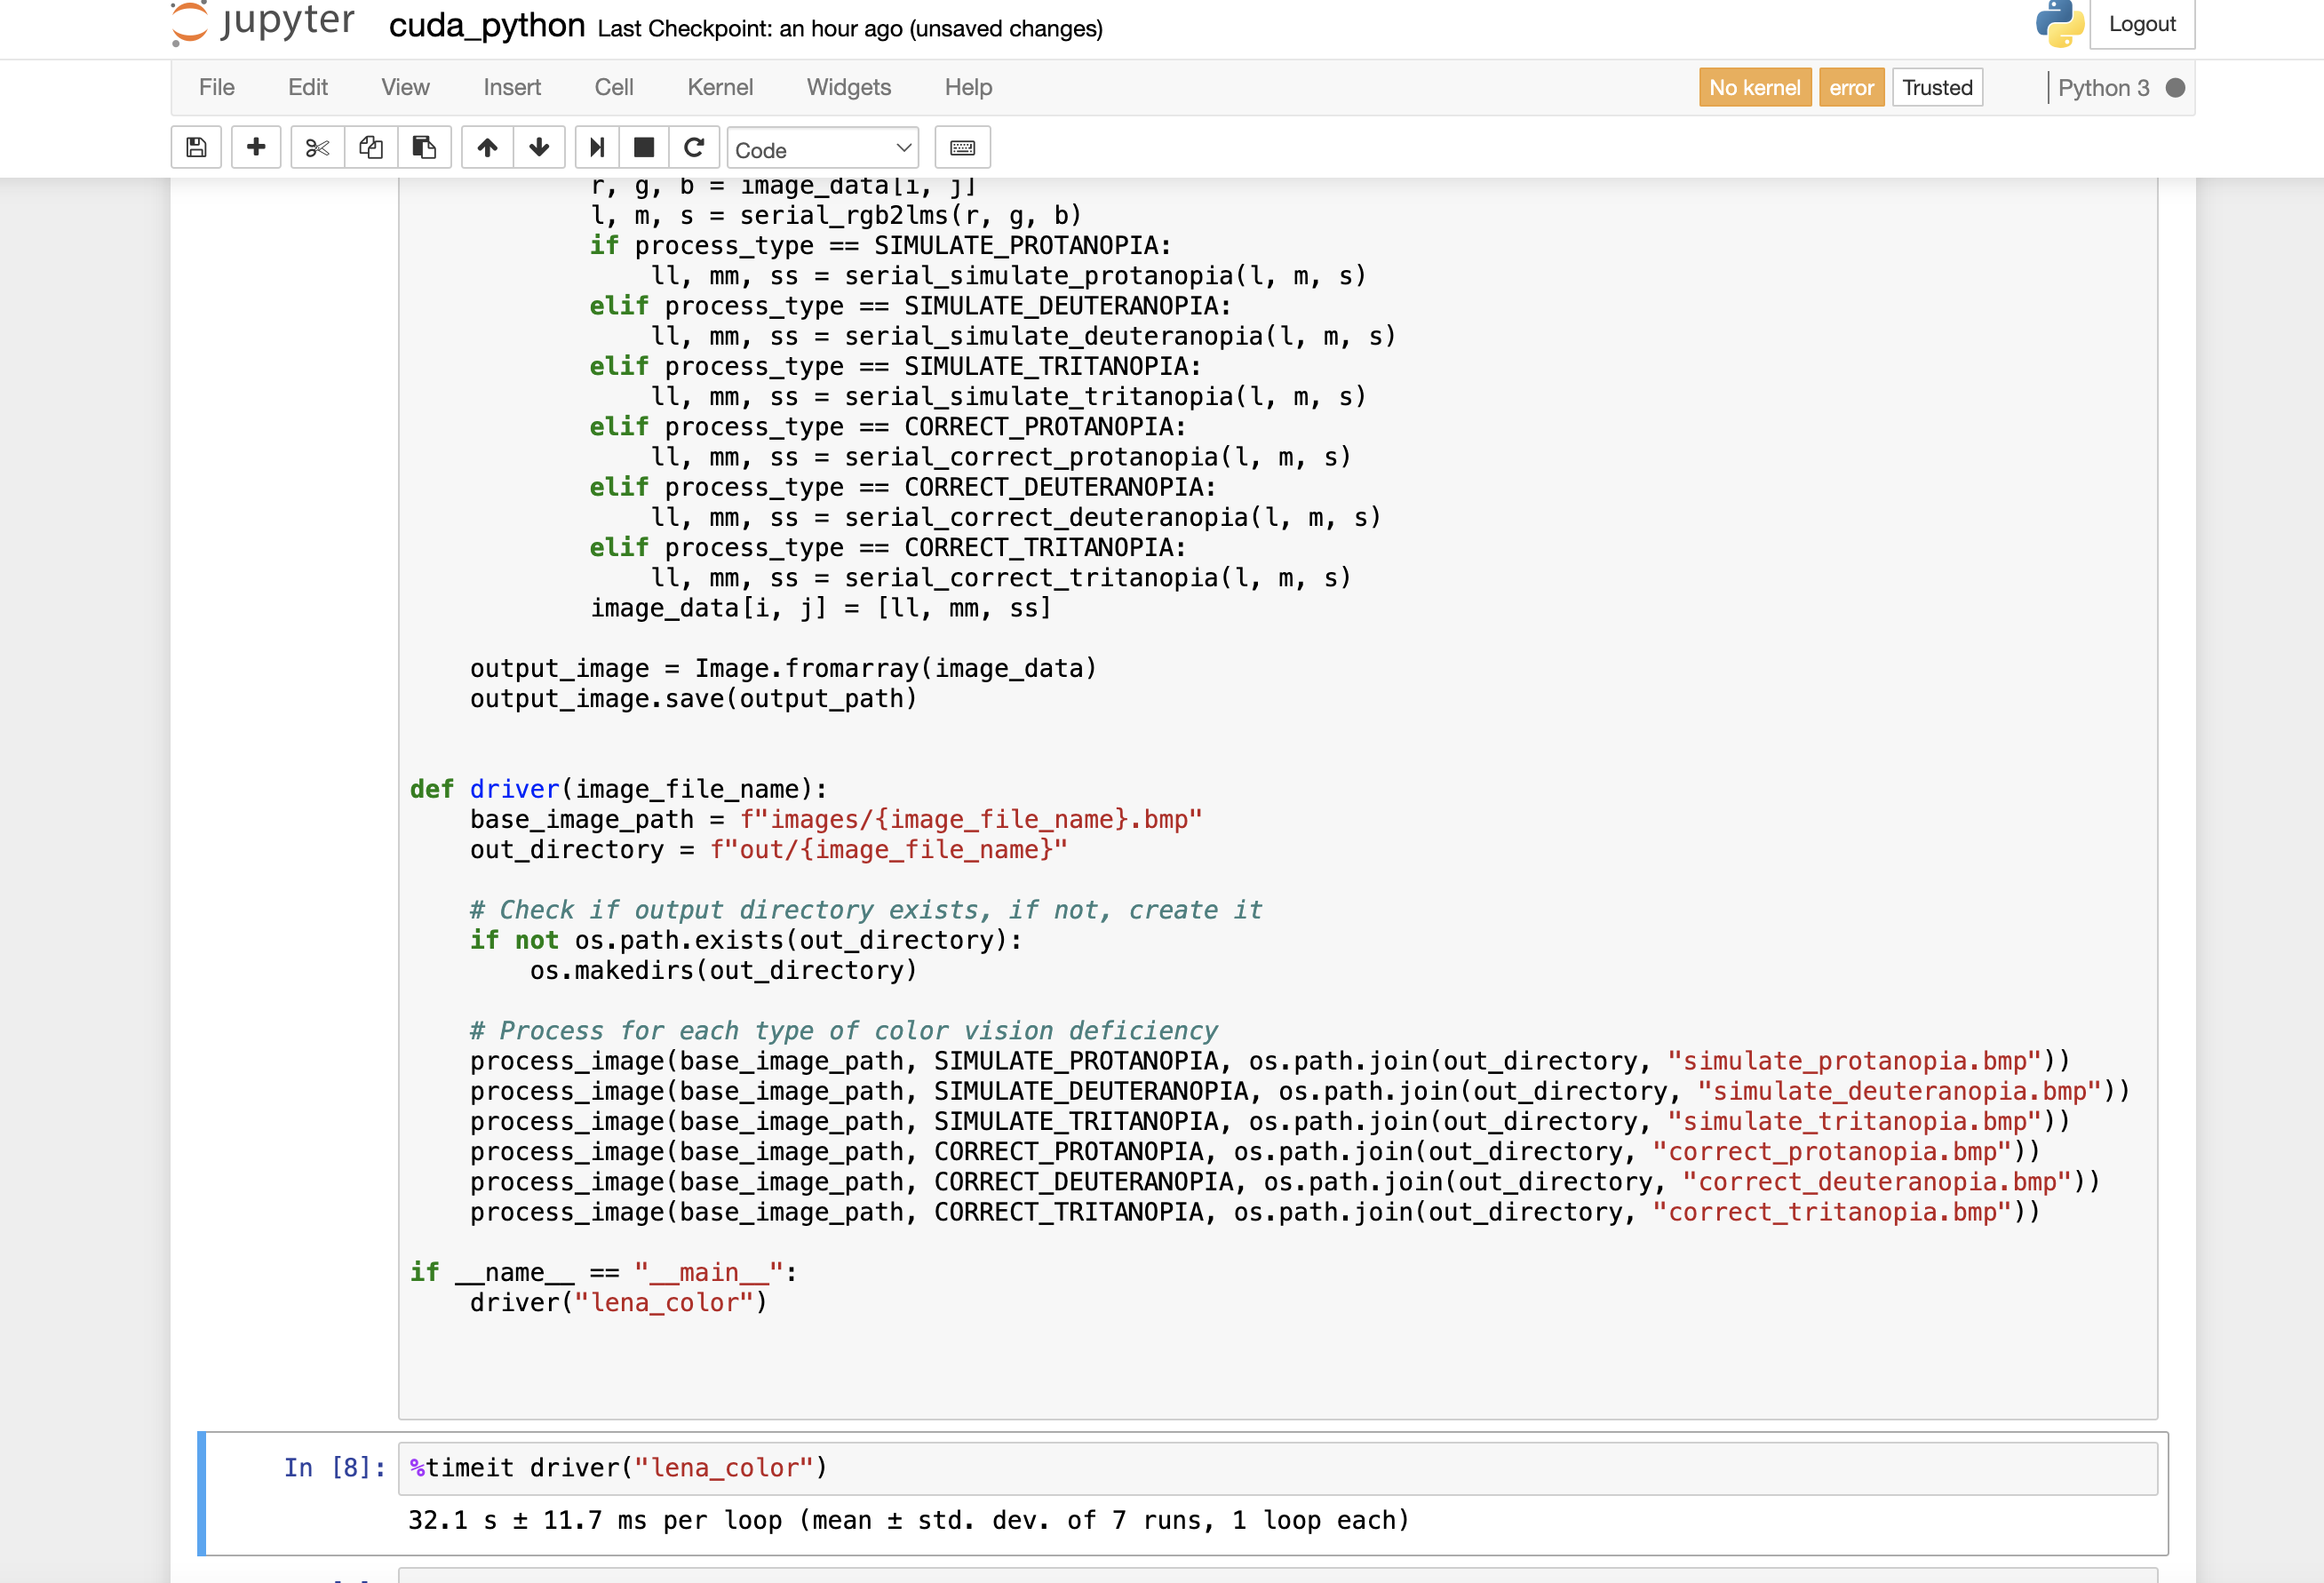 jupyter cuda_python Last Checkpoint: an hour ago (unsaved changes) Logout
File Edit View Insert Cell Kernel Widgets Help No kernel error Trusted Python 3
Code
r, g, b = image_data[i, j]
l, m, s = serial_rgb2lms(r, g, b)
if process_type == SIMULATE_PROTANOPIA:
ll, mm, ss = serial_simulate_protanopia(l, m, s)
elif process_type == SIMULATE_DEUTERANOPIA:
ll, mm, ss = serial_simulate_deuteranopia(l, m, s)
elif process_type == SIMULATE_TRITANOPIA:
ll, mm, ss = serial_simulate_tritanopia(l, m, s)
elif process_type == CORRECT_PROTANOPIA:
ll, mm, ss = serial_correct_protanopia(l, m, s)
elif process_type == CORRECT_DEUTERANOPIA:
ll, mm, ss = serial_correct_deuteranopia(l, m, s)
elif process_type == CORRECT_TRITANOPIA:
ll, mm, ss = serial_correct_tritanopia(l, m, s)
image_data[i, j] = [ll, mm, ss]
output_image = Image.fromarray(image_data)
output_image.save(output_path)
def driver(image_file_name):
base_image_path = f"images/{image_file_name}.bmp"
out_directory = f"out/{image_file_name}"
# Check if output directory exists, if not, create it
if not os.path.exists(out_directory):
os.makedirs(out_directory)
# Process for each type of color vision deficiency
process_image(base_image_path, SIMULATE_PROTANOPIA, os.path.join(out_directory, "simulate_protanopia.bmp"))
process_image(base_image_path, SIMULATE_DEUTERANOPIA, os.path.join(out_directory, "simulate_deuteranopia.bmp"))
process_image(base_image_path, SIMULATE_TRITANOPIA, os.path.join(out_directory, "simulate_tritanopia.bmp"))
process_image(base_image_path, CORRECT_PROTANOPIA, os.path.join(out_directory, "correct_protanopia.bmp"))
process_image(base_image_path, CORRECT_DEUTERANOPIA, os.path.join(out_directory, "correct_deuteranopia.bmp"))
process_image(base_image_path, CORRECT_TRITANOPIA, os.path.join(out_directory, "correct_tritanopia.bmp"))
if __name__ == "__main__":
driver("lena_color")
In [8]: %timeit driver("lena_color")
32.1 s ± 11.7 ms per loop (mean ± std. dev. of 7 runs, 1 loop each)